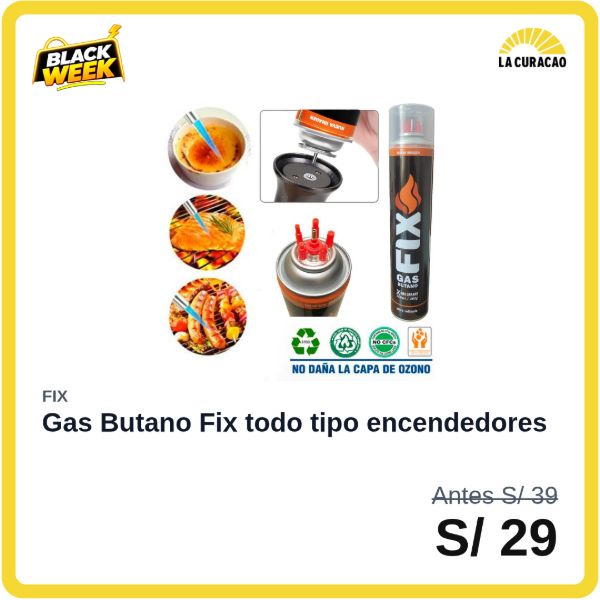 BLACK
WEEK
LA CURACAO
FIX
GAS
BUTANO
NO CFCs
NO DAÑA LA CAPA DE OZONO
FIX
Gas Butano Fix todo tipo encendedores
Antes S/ 39
S/ 29